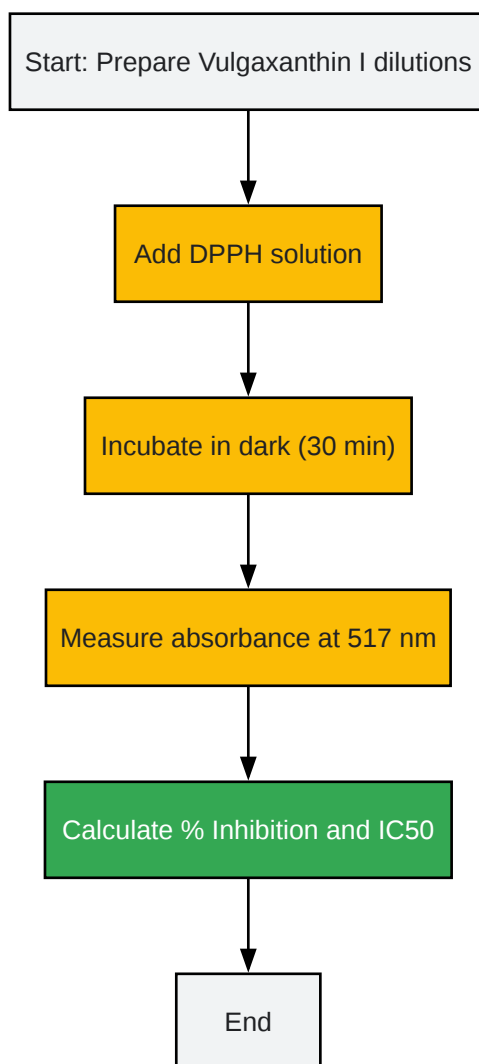 Start: Prepare Vulgaxanthin I dilutions
Add DPPH solution
Incubate in dark (30 min)
Measure absorbance at 517 nm
Calculate % Inhibition and IC50
End